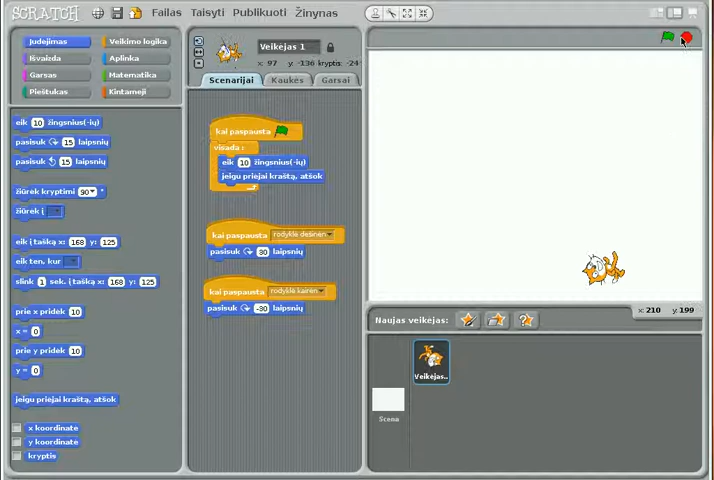 SCRATCH Failas Taisyti Publikuoti Žinynas
Judėjimas Veikimo logika
Išvaizda Aplinka
Garsas Matematika
Pieštukas Kintamieji
eik 10 žingsnius(-ių)
pasisuk 15 laipsnių
pasisuk 15 laipsnių
žiūrėk kryptimi 90
žiūrėk į
eik į tašką x: 168 y: 125
eik ten, kur
slink 1 sek. į tašką x: 168 y: 125
prie x pridėk 10
x = 0
prie y pridėk 10
y = 0
jeigu priėjai kraštą, atšok
x koordinatė
y koordinatė
kryptis
Veikėjas 1
x: 97 y: -136 kryptis: -24
Scenarijai Kaukės Garsai
kai paspausta
visada :
eik 10 žingsnius(-ių)
jeigu priėjai kraštą, atšok
kai paspausta rodyklė dešinėn
pasisuk 30 laipsnių
kai paspausta rodyklė kairėn
pasisuk -30 laipsnių
x: 210 y: 199
Naujas veikėjas:
Veikėjas..
Scena